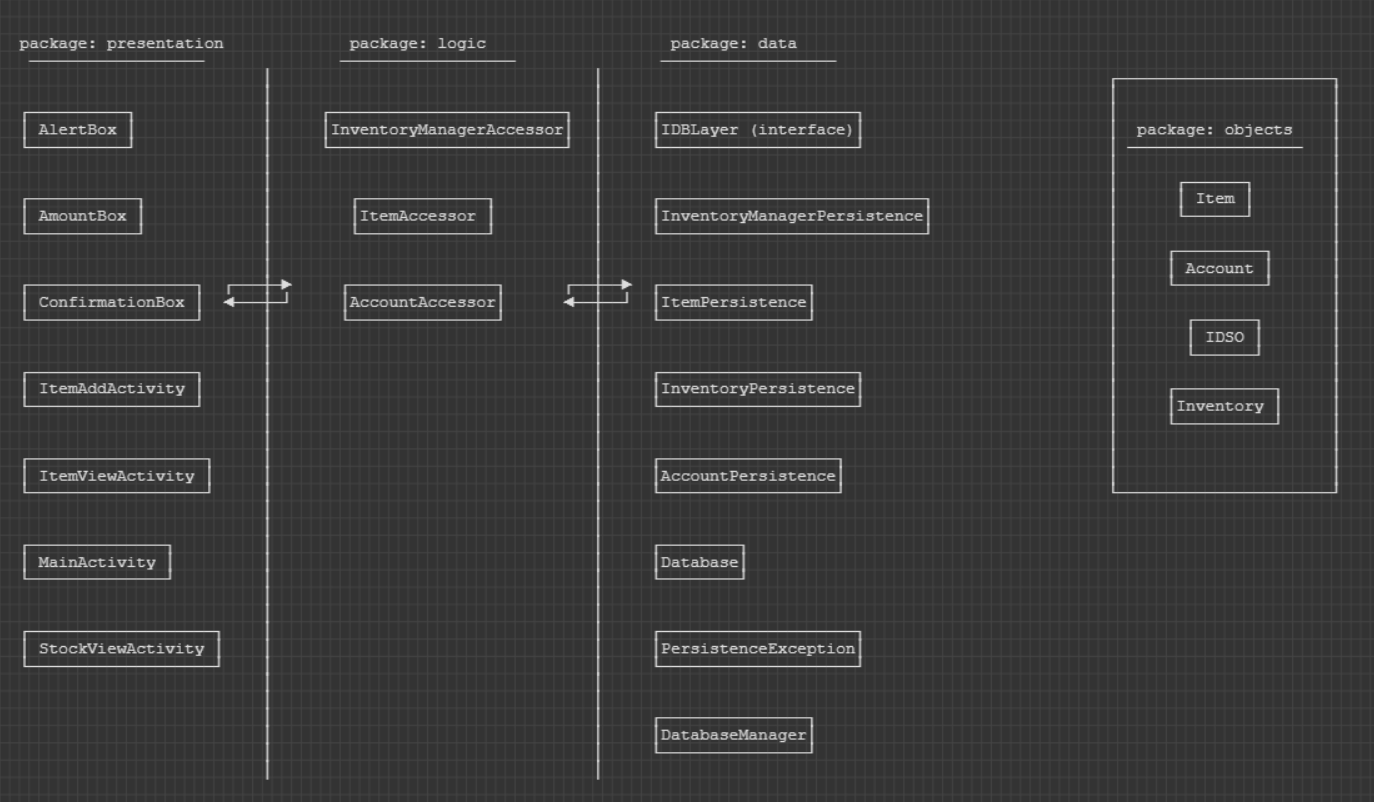 package: presentation
AlertBox
AmountBox
ConfirmationBox
ItemAddActivity
ItemViewActivity
MainActivity
StockViewActivity
package: logic
InventoryManagerAccessor
ItemAccessor
AccountAccessor
package: data
IDBLayer (interface)
InventoryManagerPersistence
ItemPersistence
InventoryPersistence
AccountPersistence
Database
PersistenceException
DatabaseManager
package: objects
Item
Account
IDSO
Inventory